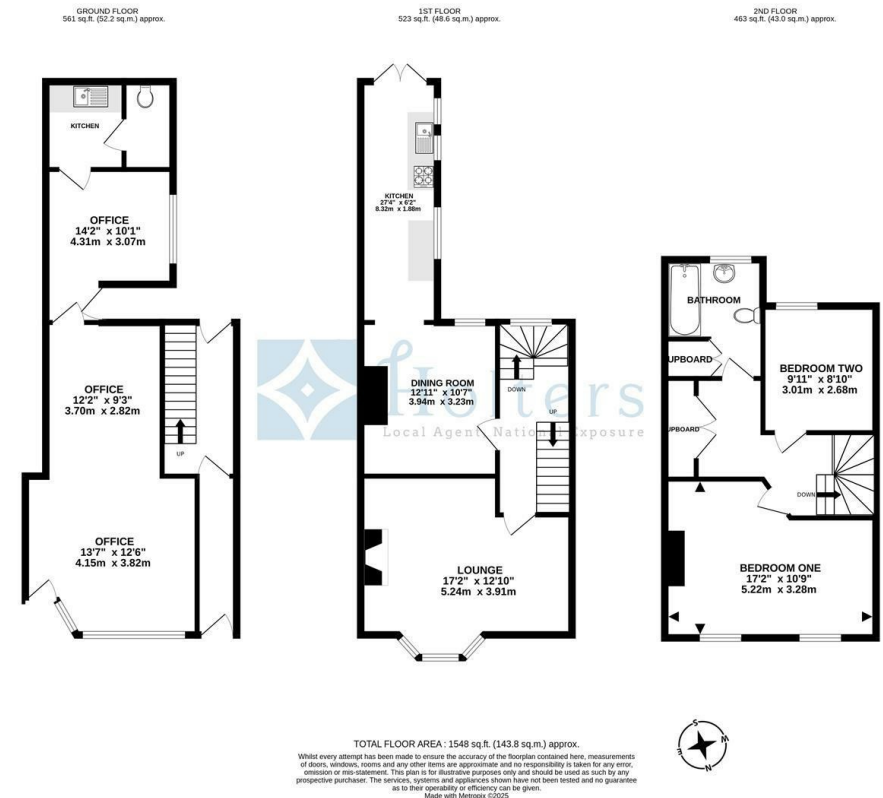 GROUND FLOOR
561 sq.ft. (52.2 sq.m.) approx.
1ST FLOOR
523 sq.ft. (48.6 sq.m.) approx.
2ND FLOOR
463 sq.ft. (43.0 sq.m.) approx.
KITCHEN
OFFICE
14'2" x 10'1"
4.31m x 3.07m
OFFICE
12'2" x 9'3"
3.70m x 2.82m
UP
OFFICE
13'7" x 12'6"
4.15m x 3.82m
KITCHEN
27'4" x 6'2"
8.32m x 1.88m
DINING ROOM
12'11" x 10'7"
3.94m x 3.23m
DOWN
UP
LOUNGE
17'2" x 12'10"
5.24m x 3.91m
Holters
Local Agent, National Exposure
BATHROOM
UPBOARD
UPBOARD
BEDROOM TWO
9'11" x 8'10"
3.01m x 2.68m
DOWN
BEDROOM ONE
17'2" x 10'9"
5.22m x 3.28m
S
W
E
N
TOTAL FLOOR AREA : 1548 sq.ft. (143.8 sq.m.) approx.
Whilst every attempt has been made to ensure the accuracy of the floorplan contained here, measurements
of doors, windows, rooms and any other items are approximate and no responsibility is taken for any error,
omission or mis-statement. This plan is for illustrative purposes only and should be used as such by any
prospective purchaser. The services, systems and appliances shown have not been tested and no guarantee
as to their operability or efficiency can be given.
Made with Metropix ©2025